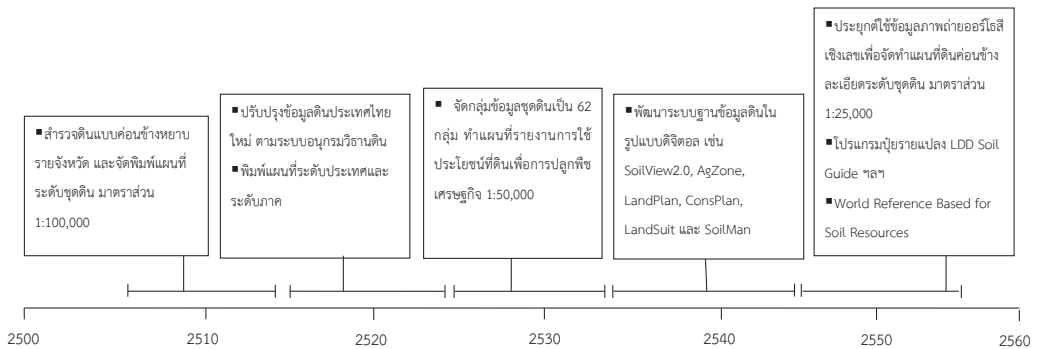 ■สำรวจดินแบบค่อนข้างหยาบ
รายจังหวัด และจัดพิมพ์แผนที่
ระดับชุดดิน มาตราส่วน
1:100,000
■ปรับปรุงข้อมูลดินประเทศไทย
ใหม่ ตามระบบอนุกรมวิธานดิน
■พิมพ์แผนที่ระดับประเทศและ
ระดับภาค
■ จัดกลุ่มข้อมูลชุดดินเป็น 62
กลุ่ม ทำแผนที่รายงานการใช้
ประโยชน์ที่ดินเพื่อการปลูกพืช
เศรษฐกิจ 1:50,000
■พัฒนาระบบฐานข้อมูลดินใน
รูปแบบดิจิตอล เช่น
SoilView2.0, AgZone,
LandPlan, ConsPlan,
LandSuit และ SoilMan
■ประยุกต์ใช้ข้อมูลภาพถ่ายออร์โธสี
เชิงเลขเพื่อจัดทำแผนที่ดินค่อนข้าง
ละเอียดระดับชุดดิน มาตราส่วน
1:25,000
■โปรแกรมปุ๋ยรายแปลง LDD Soil
Guide ฯลฯ
■World Reference Based for
Soil Resources
2500 2510 2520 2530 2540 2550 2560